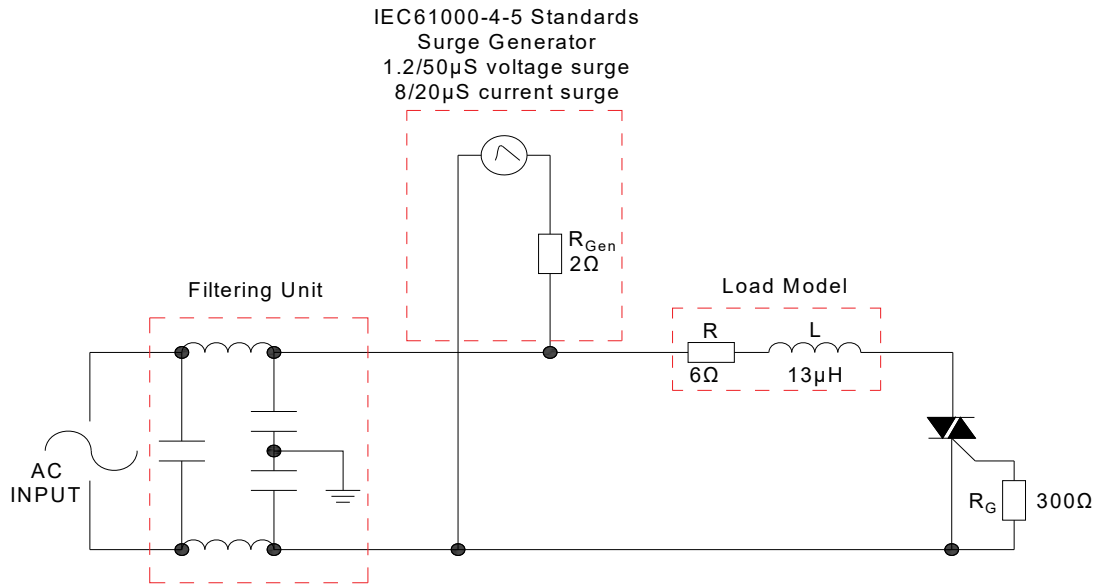 IEC61000-4-5 Standards
Surge Generator
1.2/50μS voltage surge
8/20μS current surge
RGen
2Ω
Filtering Unit
Load Model
R
L
6Ω
13μH
AC
INPUT
RG
300Ω